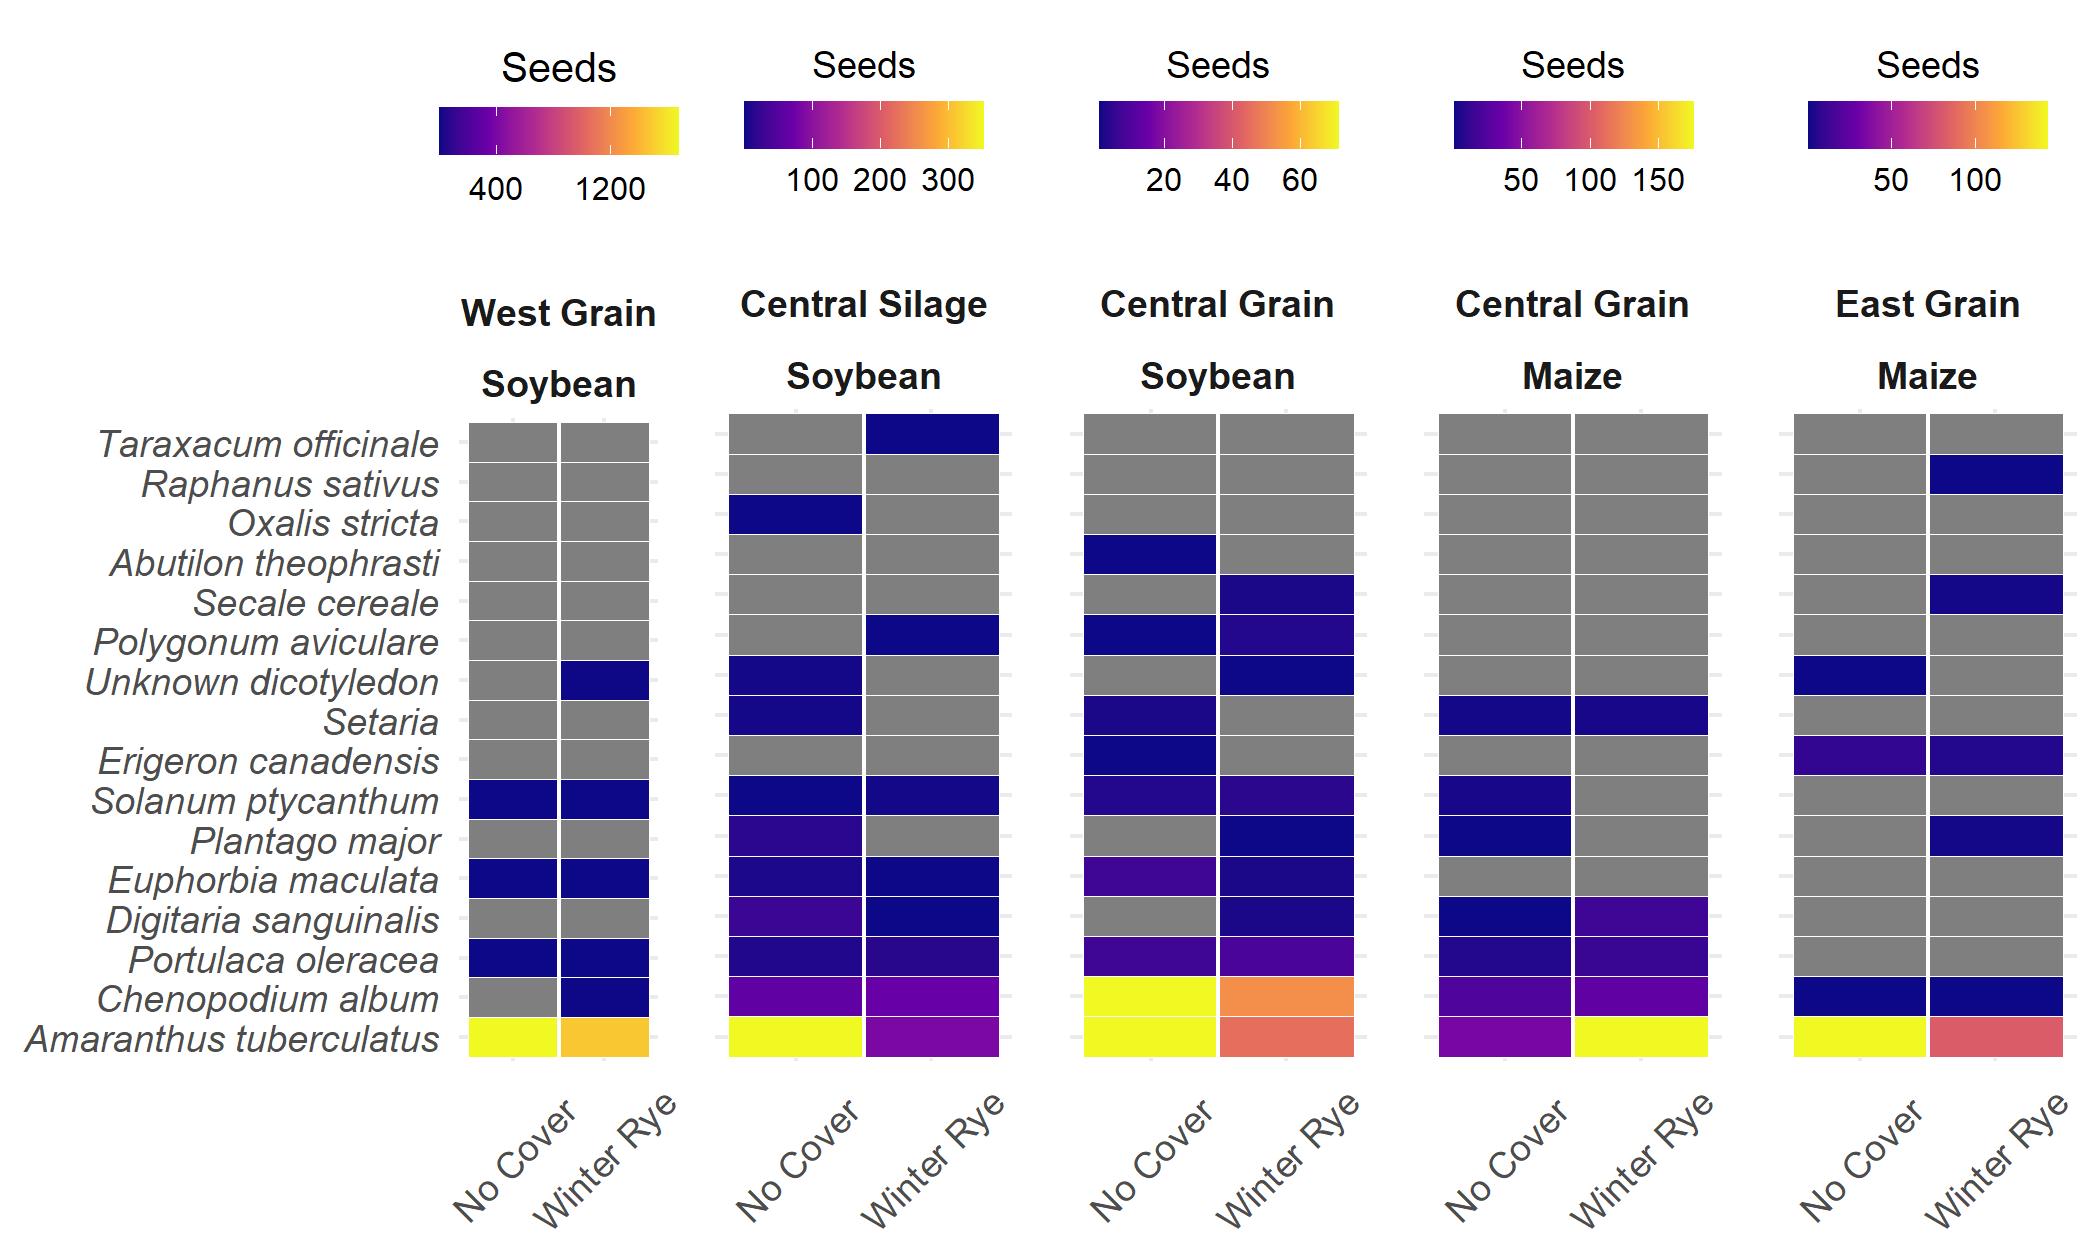 Seeds Seeds Seeds Seeds Seeds
400 1200 100 200 300 20 40 60 50 100 150 50 100
West Grain Central Silage Central Grain Central Grain East Grain
Soybean Soybean Soybean Maize Maize
Taraxacum officinale
Raphanus sativus
Oxalis stricta
Abutilon theophrasti
Secale cereale
Polygonum aviculare
Unknown dicotyledon
Setaria
Erigeron canadensis
Solanum ptycanthum
Plantago major
Euphorbia maculata
Digitaria sanguinalis
Portulaca oleracea
Chenopodium album
Amaranthus tuberculatus
No Cover Winter Rye No Cover Winter Rye No Cover Winter Rye No Cover Winter Rye No Cover Winter Rye